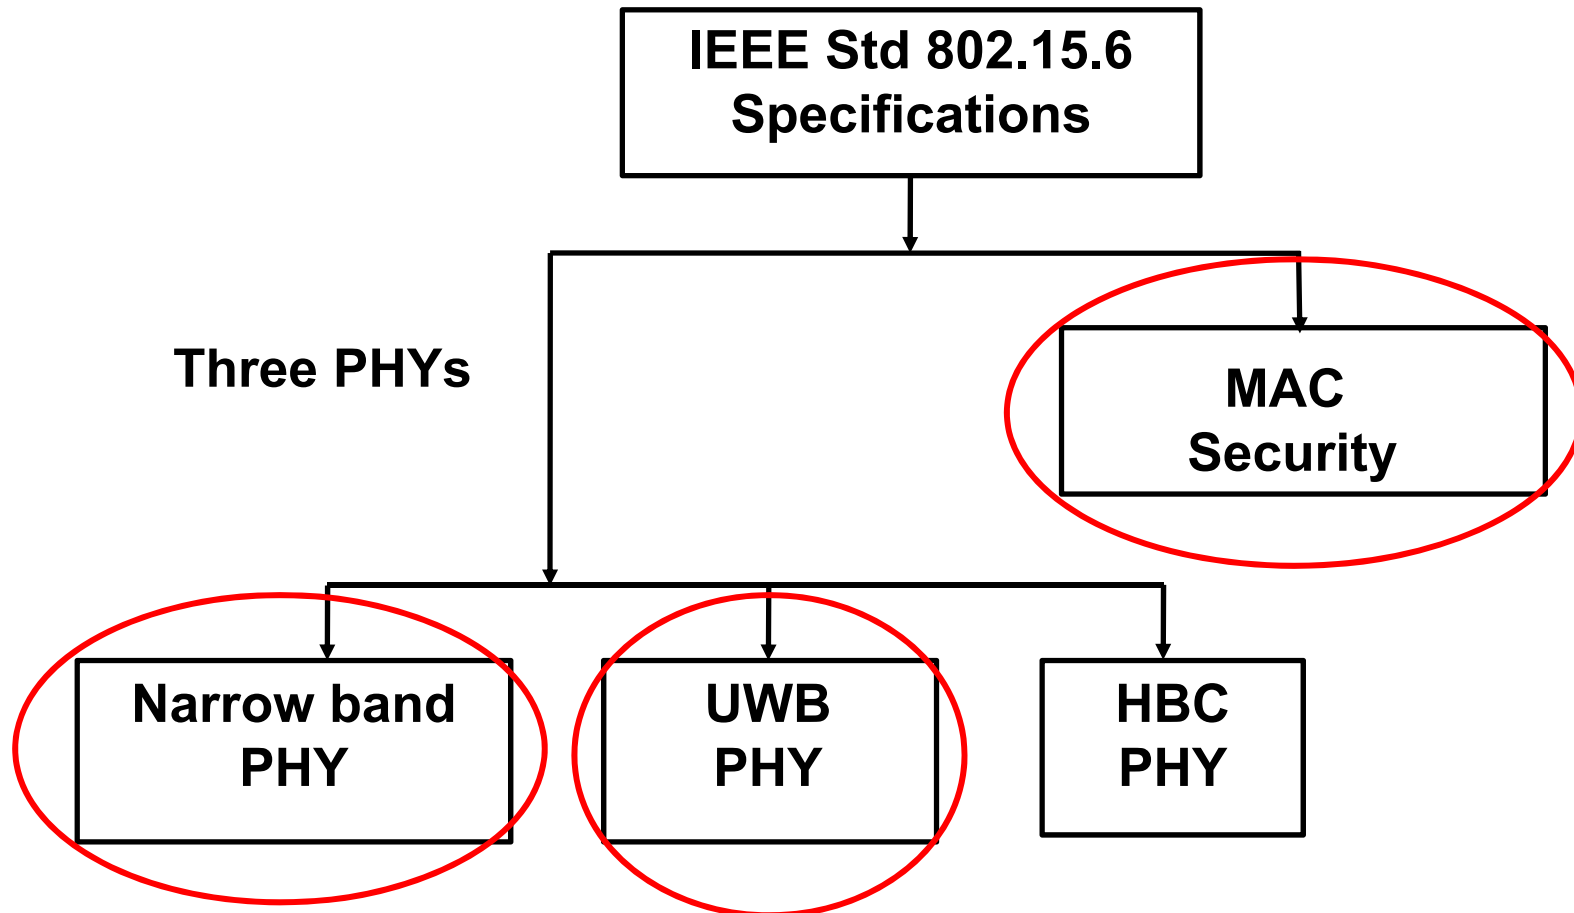 IEEE Std 802.15.6
Specifications
Three PHYs
MAC
Security
Narrow band
PHY
UWB
PHY
HBC
PHY